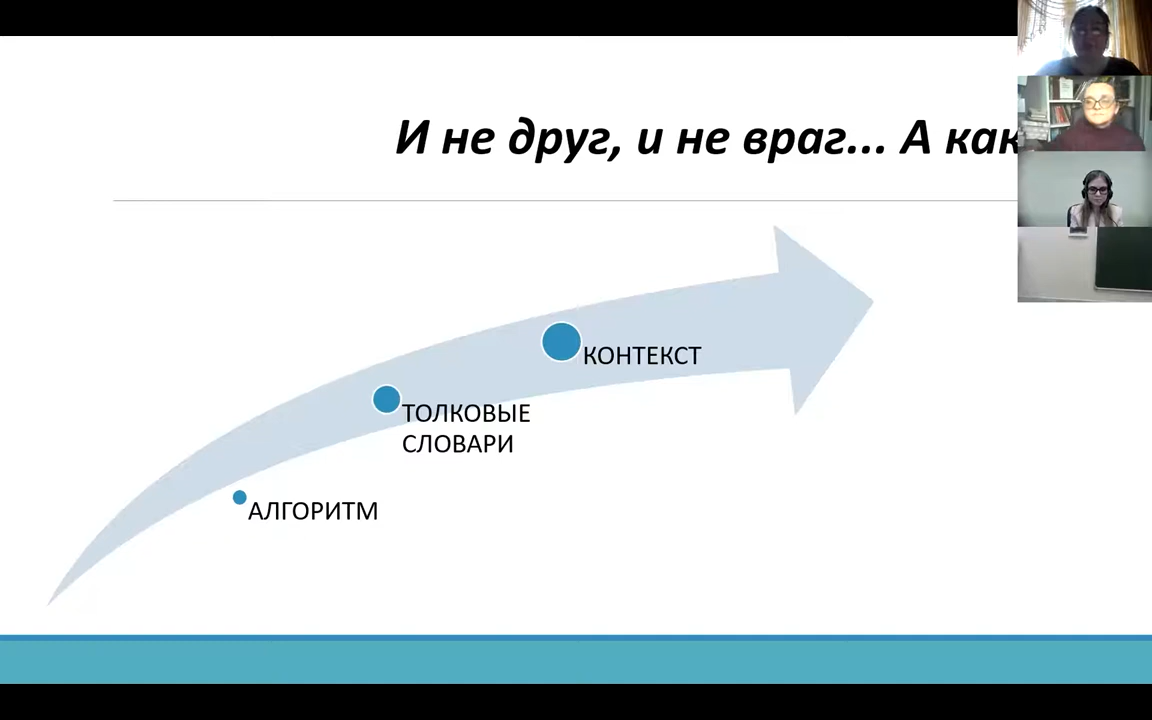 И не друг, и не враг... А как
КОНТЕКСТ
ТОЛКОВЫЕ
СЛОВАРИ
АЛГОРИТМ